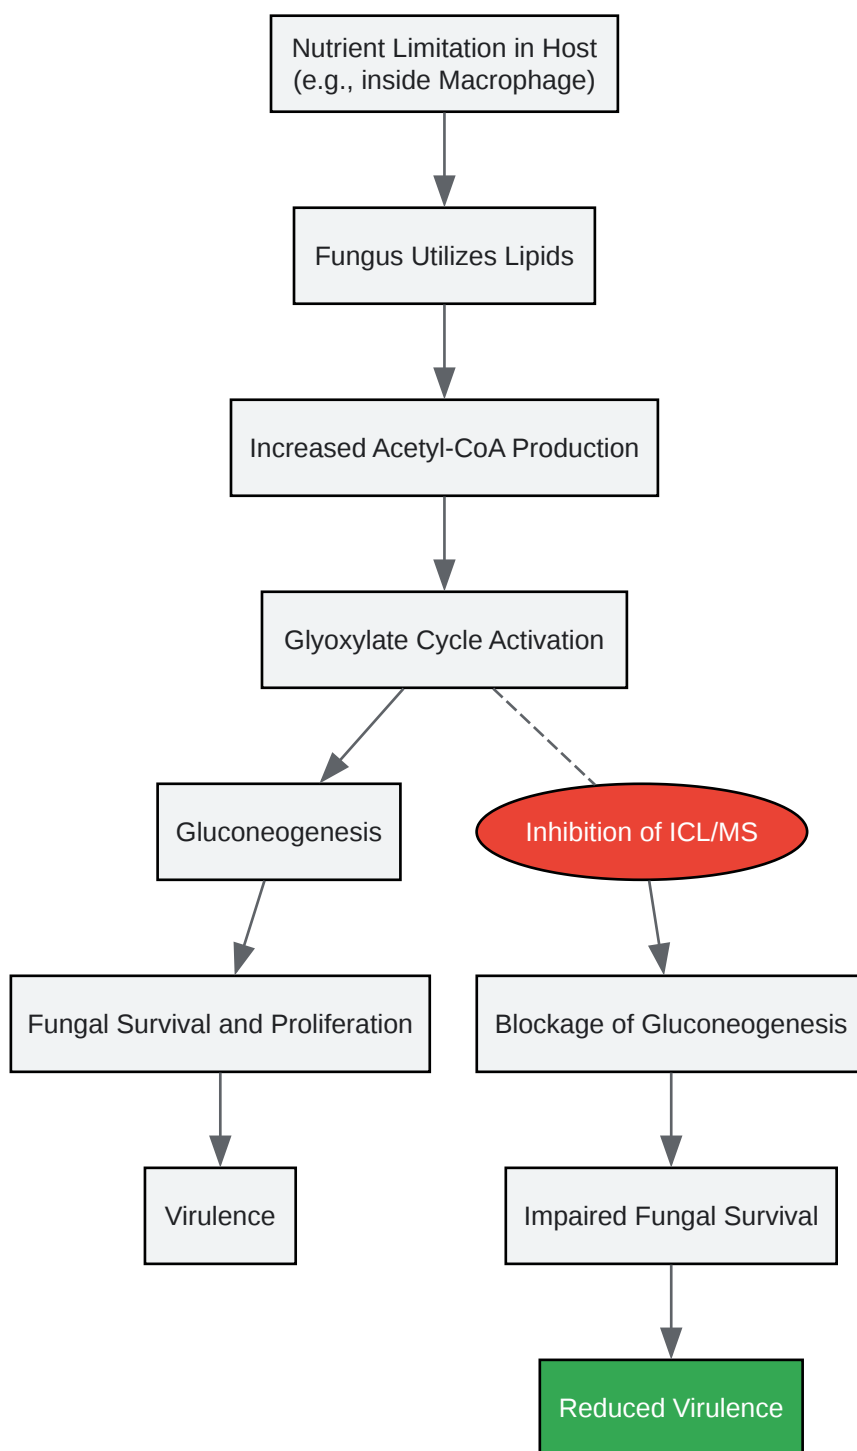 Nutrient Limitation in Host
(e.g., inside Macrophage)
Fungus Utilizes Lipids
Increased Acetyl-CoA Production
Glyoxylate Cycle Activation
Gluconeogenesis
Inhibition of ICL/MS
Fungal Survival and Proliferation
Blockage of Gluconeogenesis
Virulence
Impaired Fungal Survival
Reduced Virulence